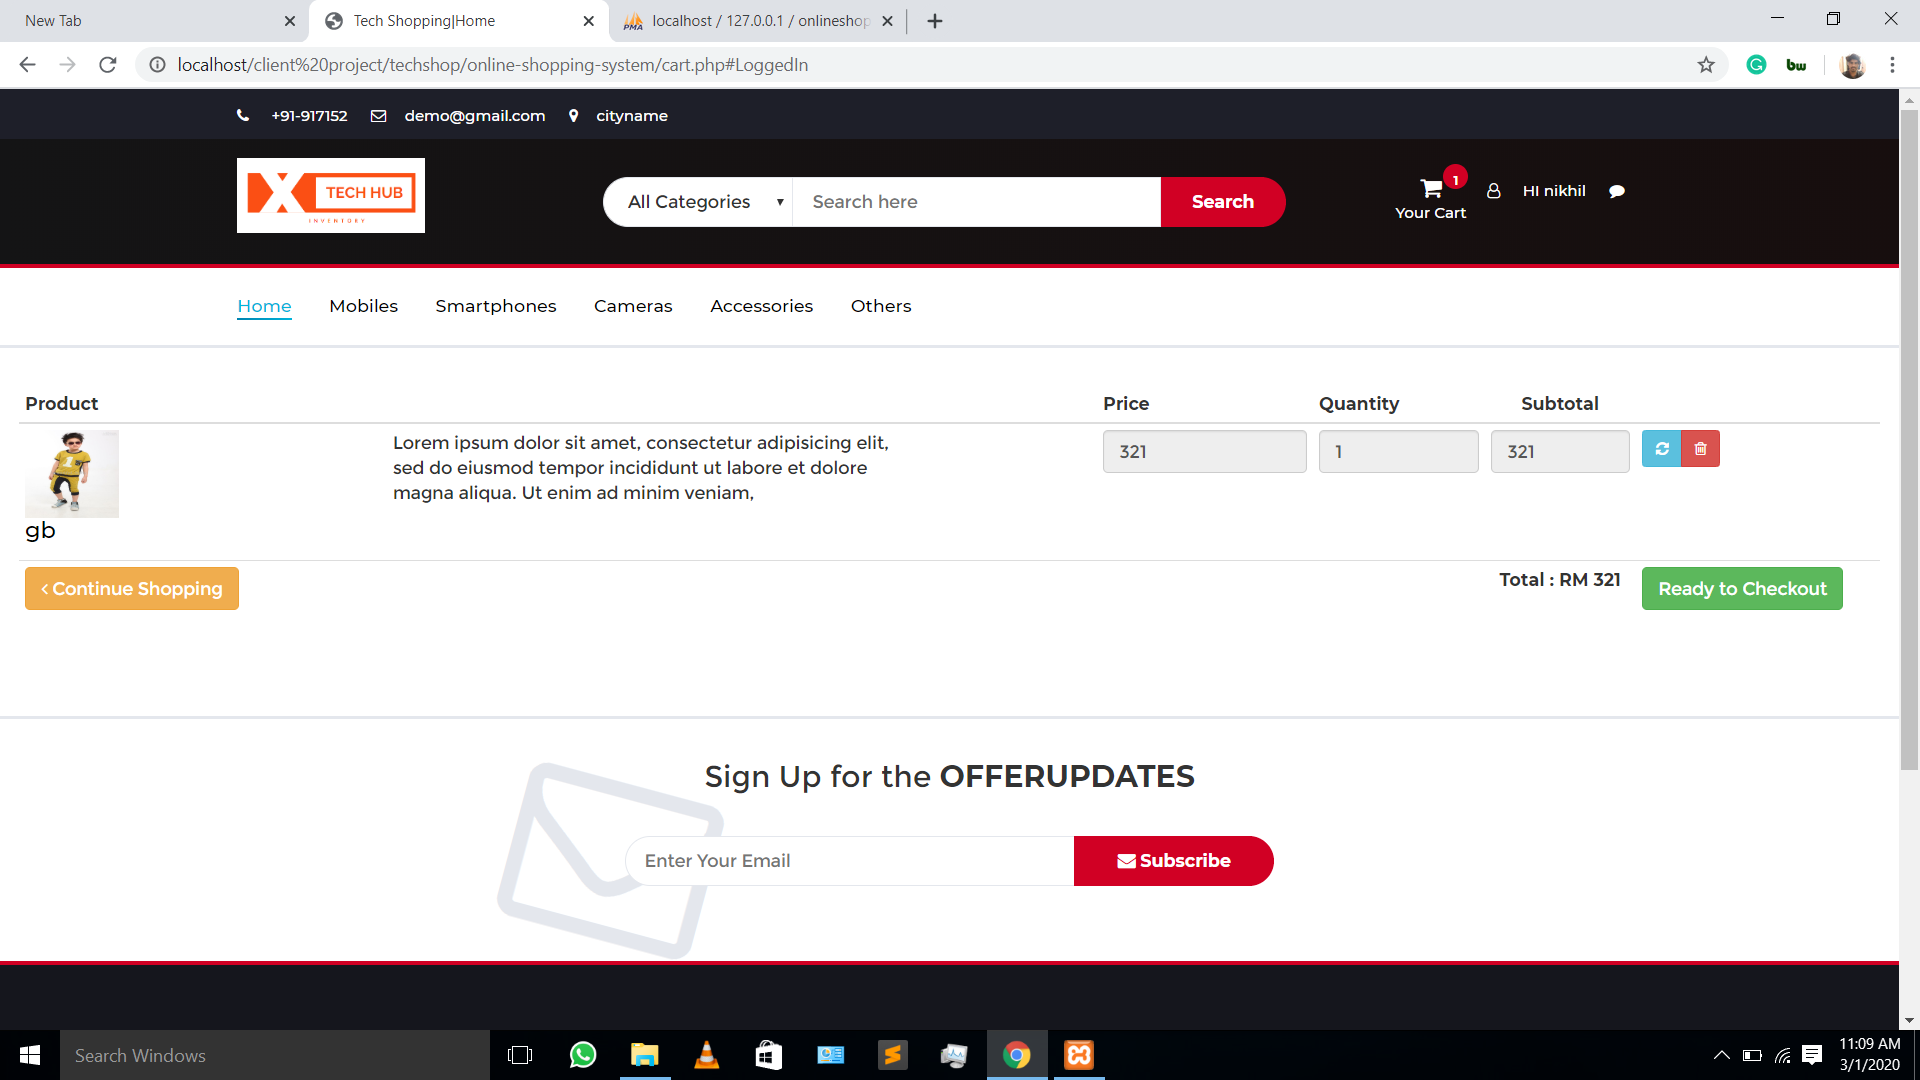 New Tab
Tech Shopping|Home
localhost / 127.0.0.1 / onlineshop
localhost/client%20project/techshop/online-shopping-system/cart.php#LoggedIn
+91-917152 demo@gmail.com cityname
TECH HUB
INVENTORY
All Categories Search here Search
1
Your Cart
HI nikhil
Home Mobiles Smartphones Cameras Accessories Others
Product Price Quantity Subtotal
Lorem ipsum dolor sit amet, consectetur adipisicing elit,
sed do eiusmod tempor incididunt ut labore et dolore
magna aliqua. Ut enim ad minim veniam,
321 1 321
gb
Continue Shopping Total : RM 321 Ready to Checkout
Sign Up for the OFFERUPDATES
Enter Your Email Subscribe
Search Windows
11:09 AM
3/1/2020